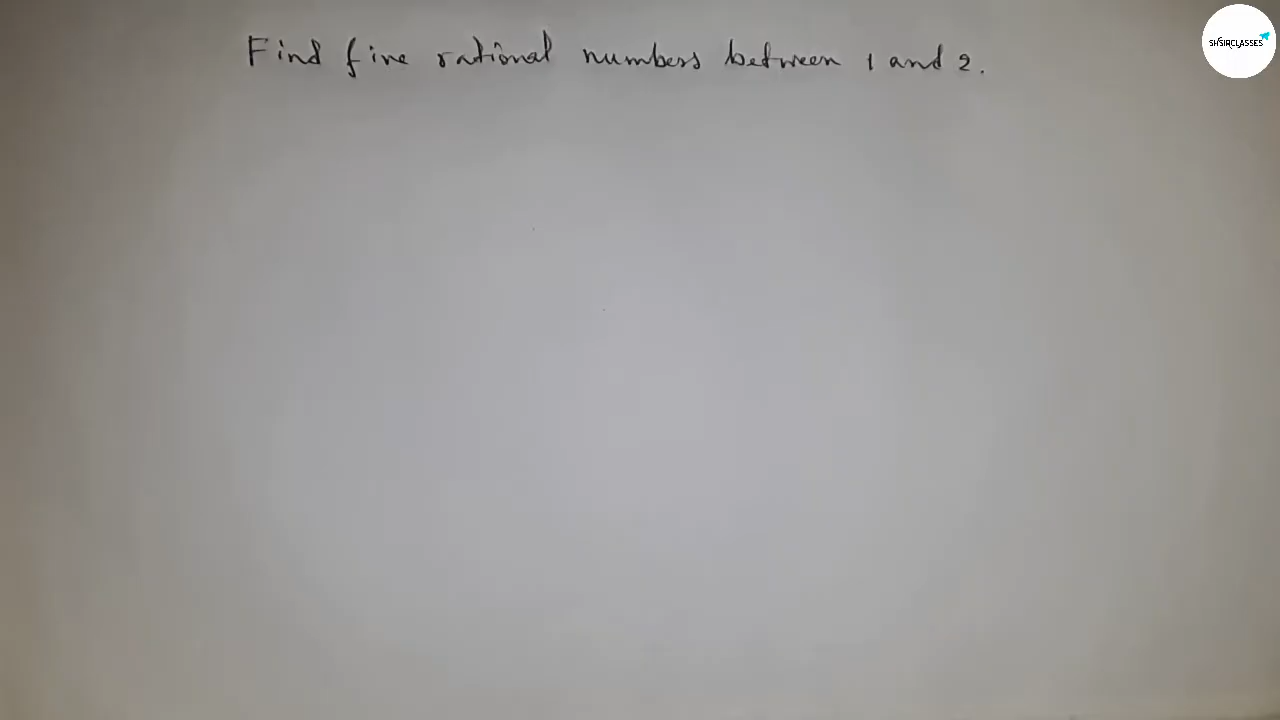 Find five rational numbers between 1 and 2.
SHSIRCLASSES